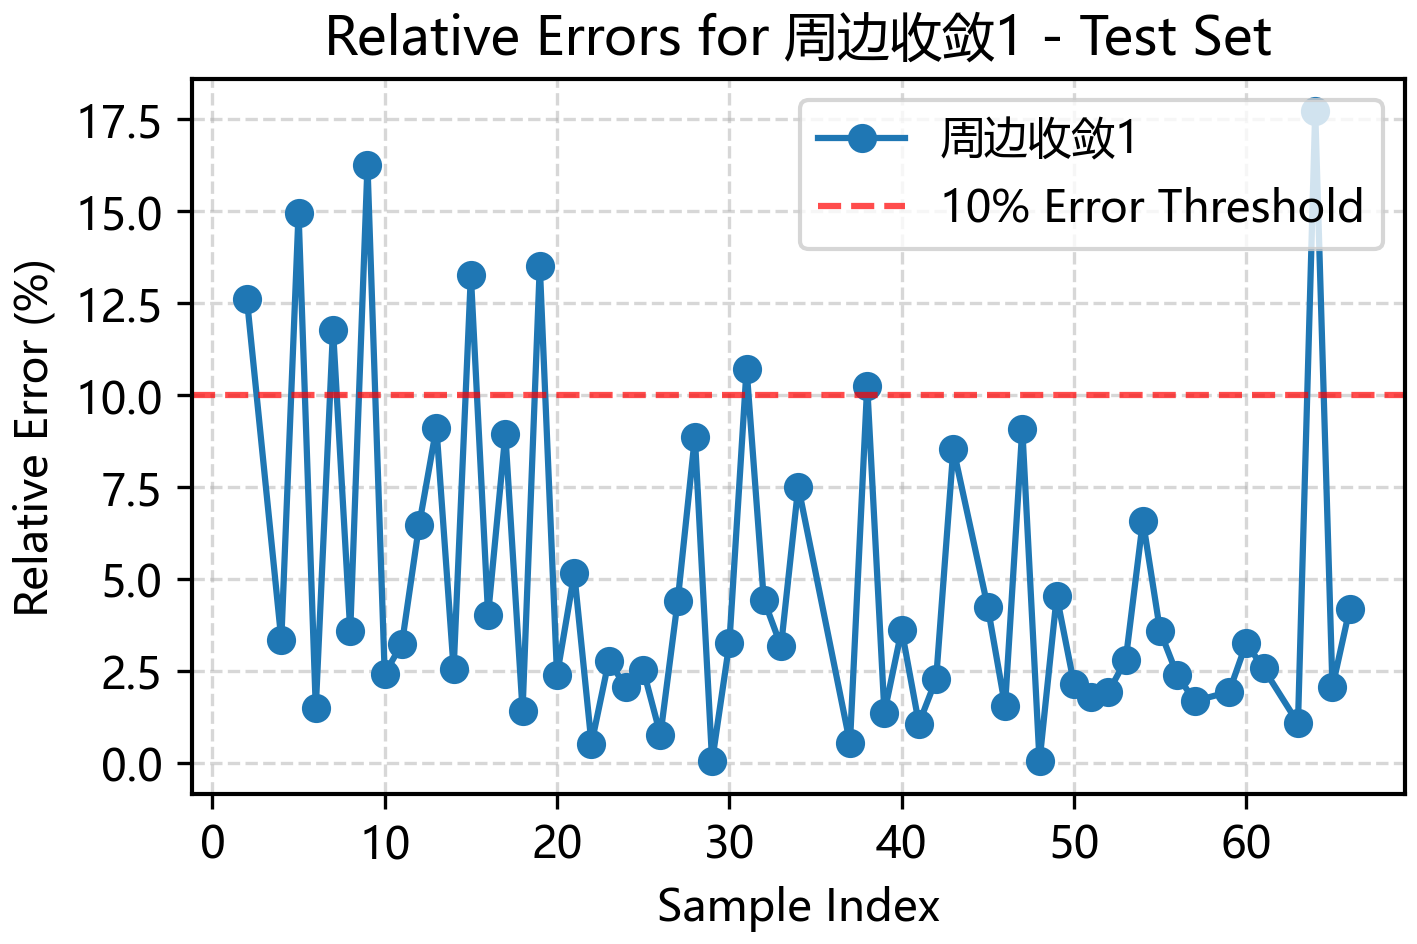 Relative Errors for 周边收敛1 - Test Set
周边收敛1
10% Error Threshold
Relative Error (%)
17.5
15.0
12.5
10.0
7.5
5.0
2.5
0.0
0 10 20 30 40 50 60
Sample Index